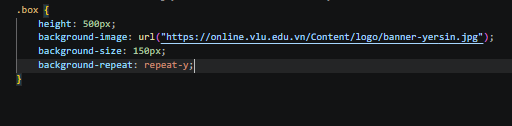 .box {
height: 500px;
background-image: url("https://online.vlu.edu.vn/Content/logo/banner-yersin.jpg");
background-size: 150px;
background-repeat: repeat-y;
}